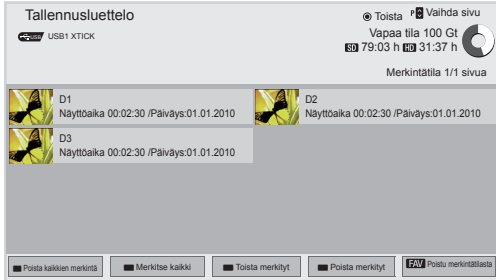 Tallennusluettelo
Toista P Vaihda sivu
USB USB1 XTICK
Vapaa tila 100 Gt
SD 79:03 h HD 31:37 h
Merkintätila 1/1 sivua
D1
Näyttöaika 00:02:30 /Päiväys:01.01.2010
D2
Näyttöaika 00:02:30 /Päiväys:01.01.2010
D3
Näyttöaika 00:02:30 /Päiväys:01.01.2010
Poista kaikkien merkintä
Merkitse kaikki
Toista merkityt
Poista merkityt
FAV Poistu merkintätilasta